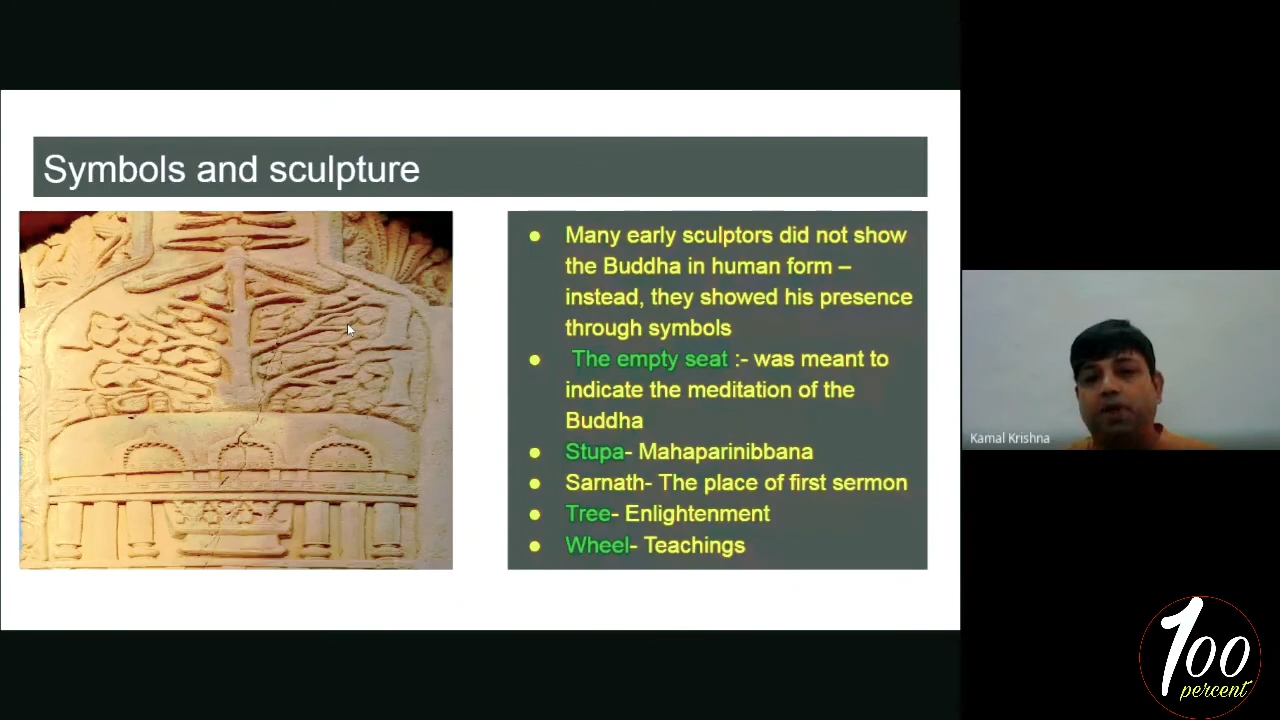 Symbols and sculpture
● Many early sculptors did not show
the Buddha in human form –
instead, they showed his presence
through symbols
● The empty seat :- was meant to
indicate the meditation of the
Buddha
● Stupa- Mahaparinibbana
● Sarnath- The place of first sermon
● Tree- Enlightenment
● Wheel- Teachings
Kamal Krishna
100
percent